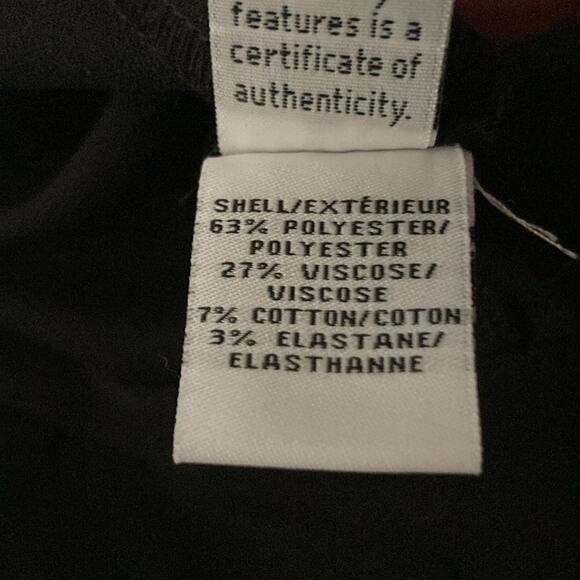 features is a
certificate of
authenticity.
SHELL/EXTÉRIEUR
63% POLYESTER/
POLYESTER
27% VISCOSE/
VISCOSE
7% COTTON/COTON
3% ELASTANE/
ELASTHANNE